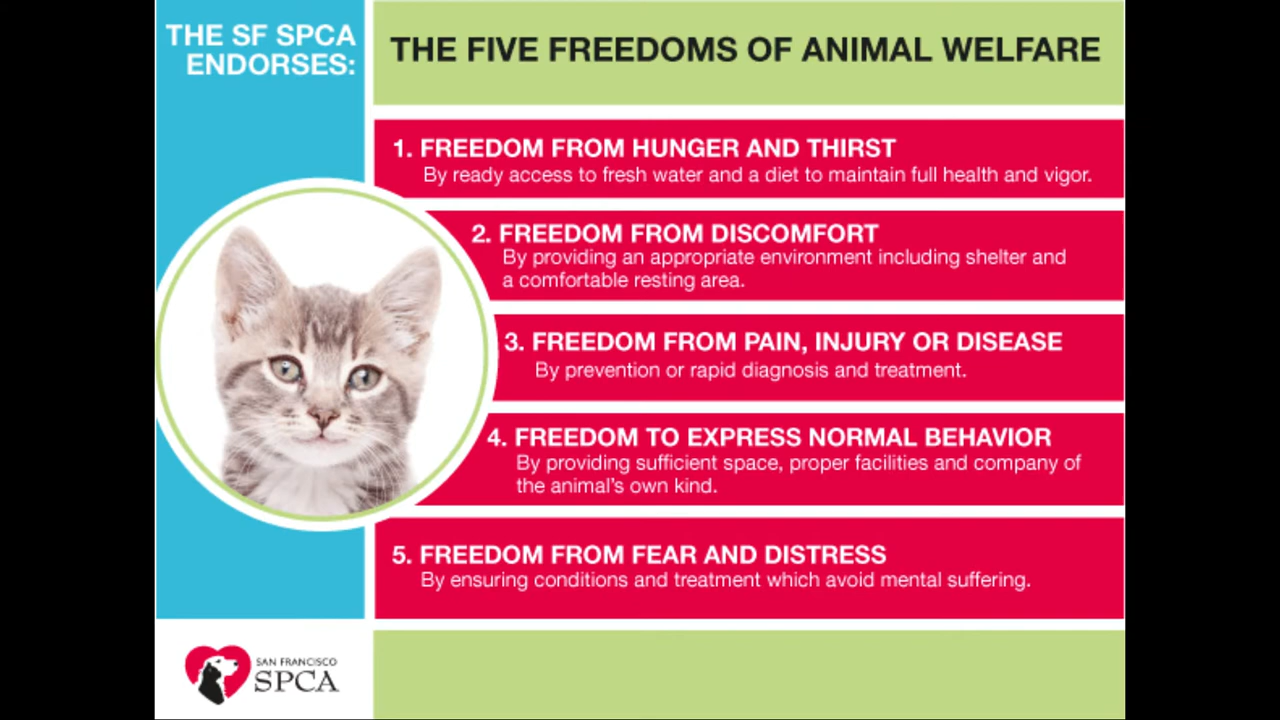 THE SF SPCA
ENDORSES:
THE FIVE FREEDOMS OF ANIMAL WELFARE
1. FREEDOM FROM HUNGER AND THIRST
By ready access to fresh water and a diet to maintain full health and vigor.
2. FREEDOM FROM DISCOMFORT
By providing an appropriate environment including shelter and
a comfortable resting area.
3. FREEDOM FROM PAIN, INJURY OR DISEASE
By prevention or rapid diagnosis and treatment.
4. FREEDOM TO EXPRESS NORMAL BEHAVIOR
By providing sufficient space, proper facilities and company of
the animal's own kind.
5. FREEDOM FROM FEAR AND DISTRESS
By ensuring conditions and treatment which avoid mental suffering.
SAN FRANCISCO
SPCA